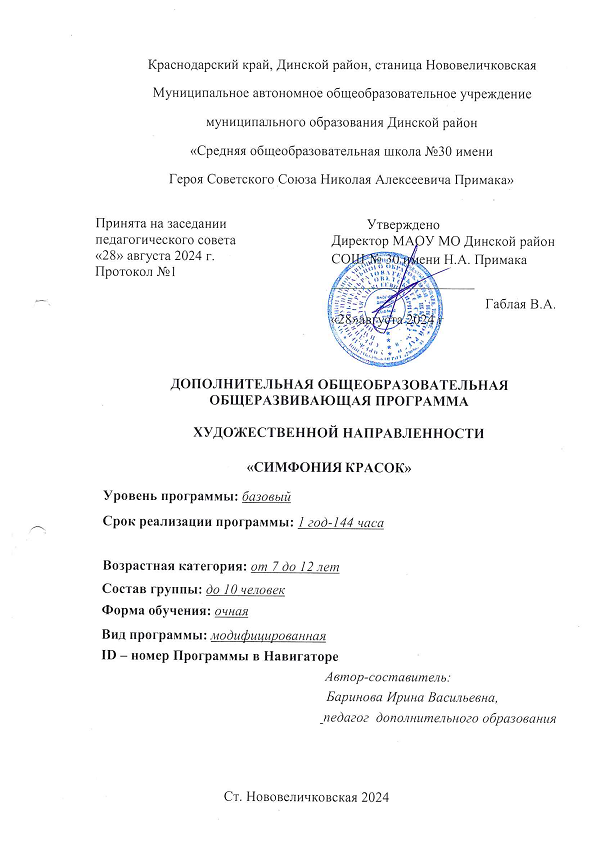 Краснодарский край, Динской район, станица Нововеличковская
Муниципальное автономное общеобразовательное учреждение
муниципального образования Динской район
«Средняя общеобразовательная школа №30 имени
Героя Советского Союза Николая Алексеевича Примака»
Принята на заседании
педагогического совета
«28» августа 2024 г.
Протокол №1
Утверждено
Директор МАОУ МО Динской район
СОШ № 30 имени Н.А. Примака
Габлая В.А.
«28»августа 2024 г
ДОПОЛНИТЕЛЬНАЯ ОБЩЕОБРАЗОВАТЕЛЬНАЯ
ОБЩЕРАЗВИВАЮЩАЯ ПРОГРАММА
ХУДОЖЕСТВЕННОЙ НАПРАВЛЕННОСТИ
«СИМФОНИЯ КРАСОК»
Уровень программы: базовый
Срок реализации программы: 1 год-144 часа
Возрастная категория: от 7 до 12 лет
Состав группы: до 10 человек
Форма обучения: очная
Вид программы: модифицированная
ID – номер Программы в Навигаторе
Автор-составитель:
Баринова Ирина Васильевна,
педагог дополнительного образования
Ст. Нововеличковская 2024